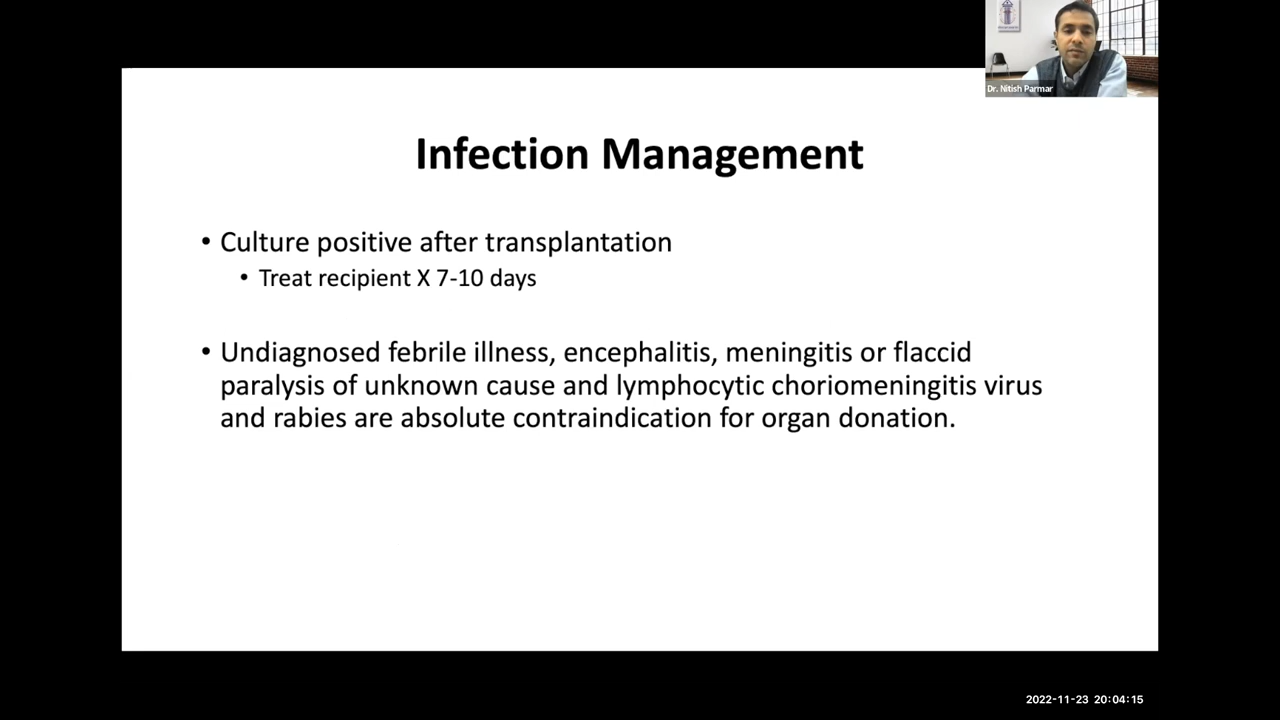 Dr. Nitish Parmar
Infection Management
• Culture positive after transplantation
• Treat recipient X 7-10 days
• Undiagnosed febrile illness, encephalitis, meningitis or flaccid
paralysis of unknown cause and lymphocytic choriomeningitis virus
and rabies are absolute contraindication for organ donation.
2022-11-23 20:04:15